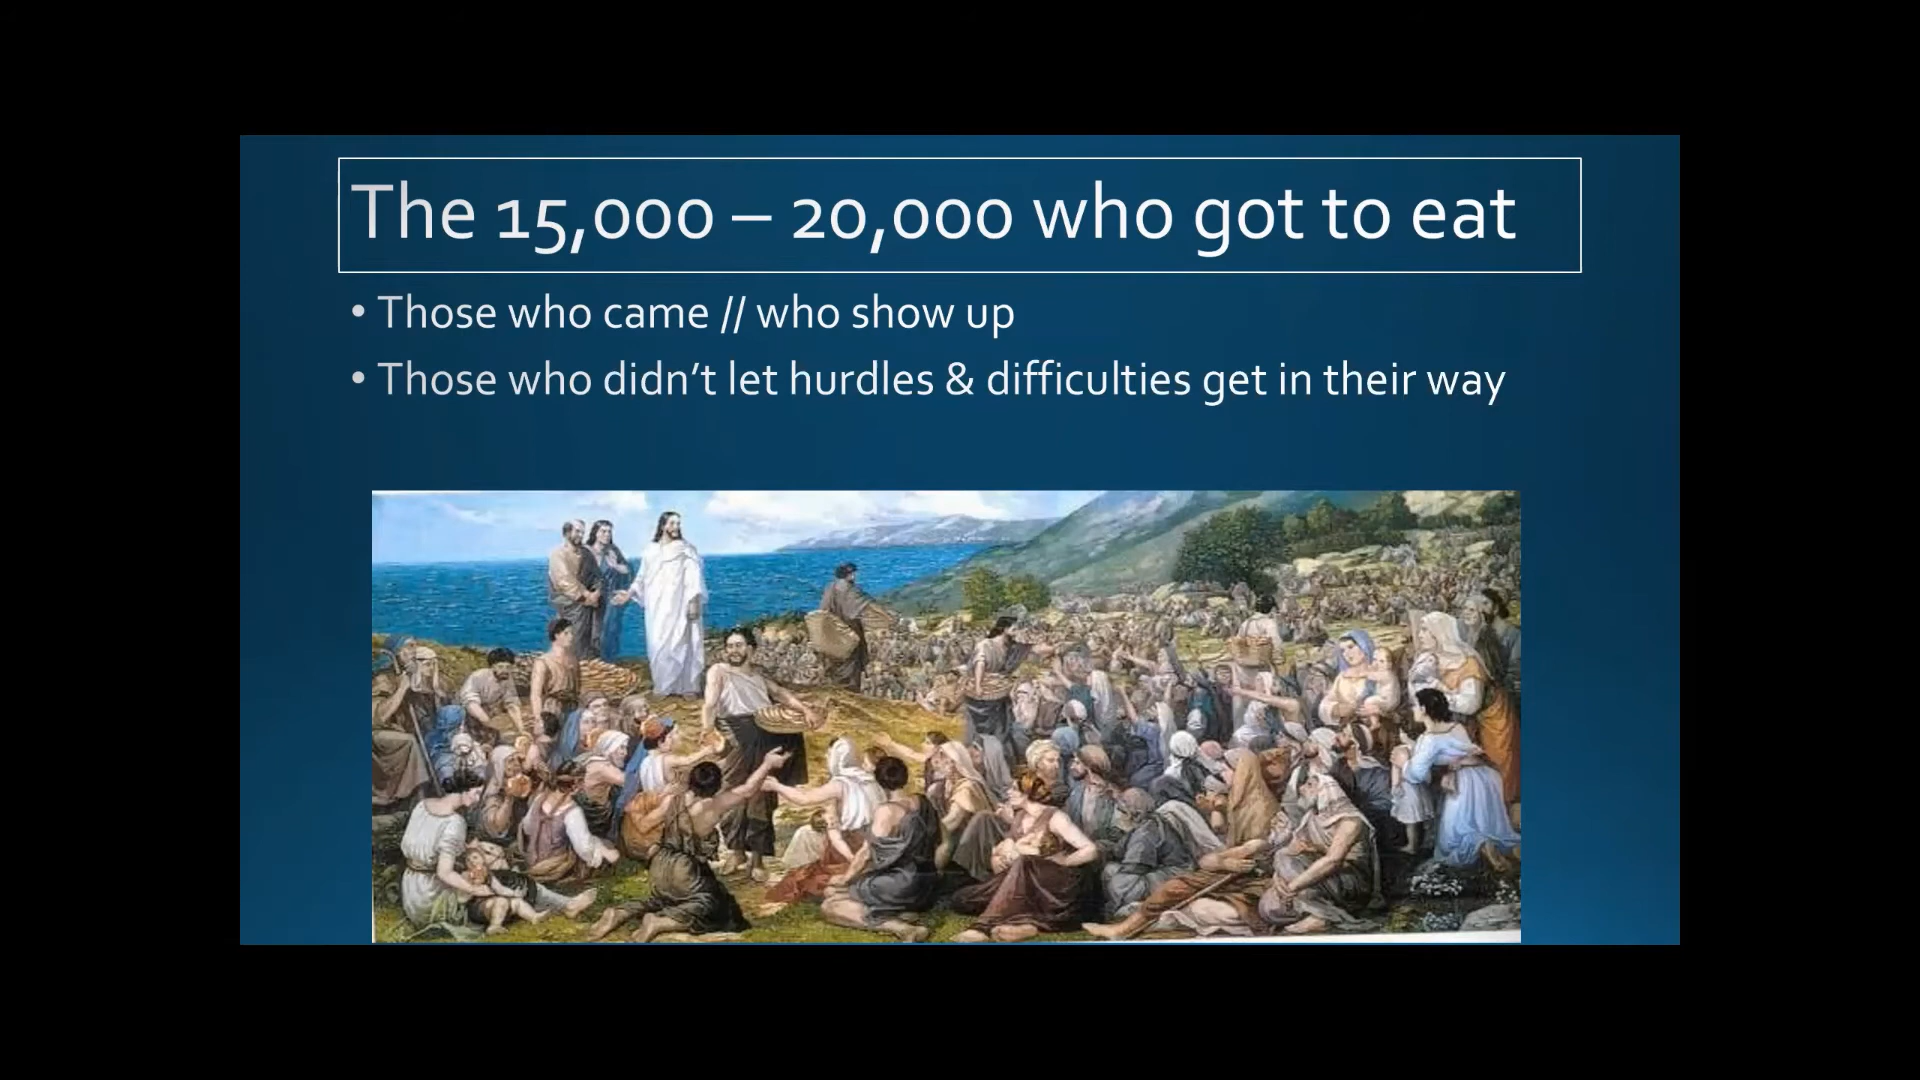 The 15,000 – 20,000 who got to eat
• Those who came // who show up
• Those who didn’t let hurdles & difficulties get in their way